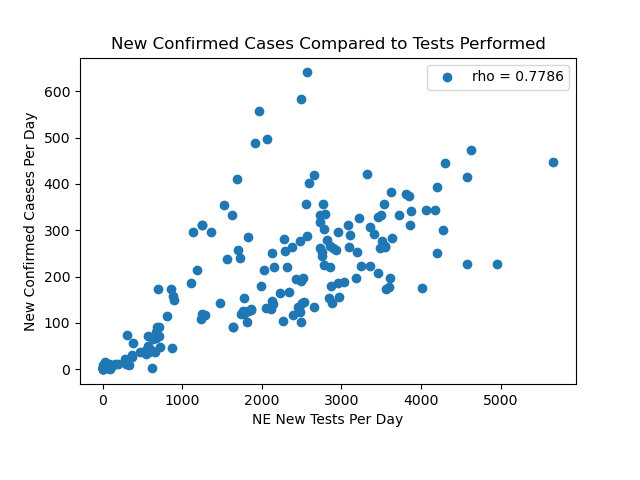 New Confirmed Cases Compared to Tests Performed
rho = 0.7786
New Confirmed Caeses Per Day
600
500
400
300
200
100
0
0 1000 2000 3000 4000 5000
NE New Tests Per Day